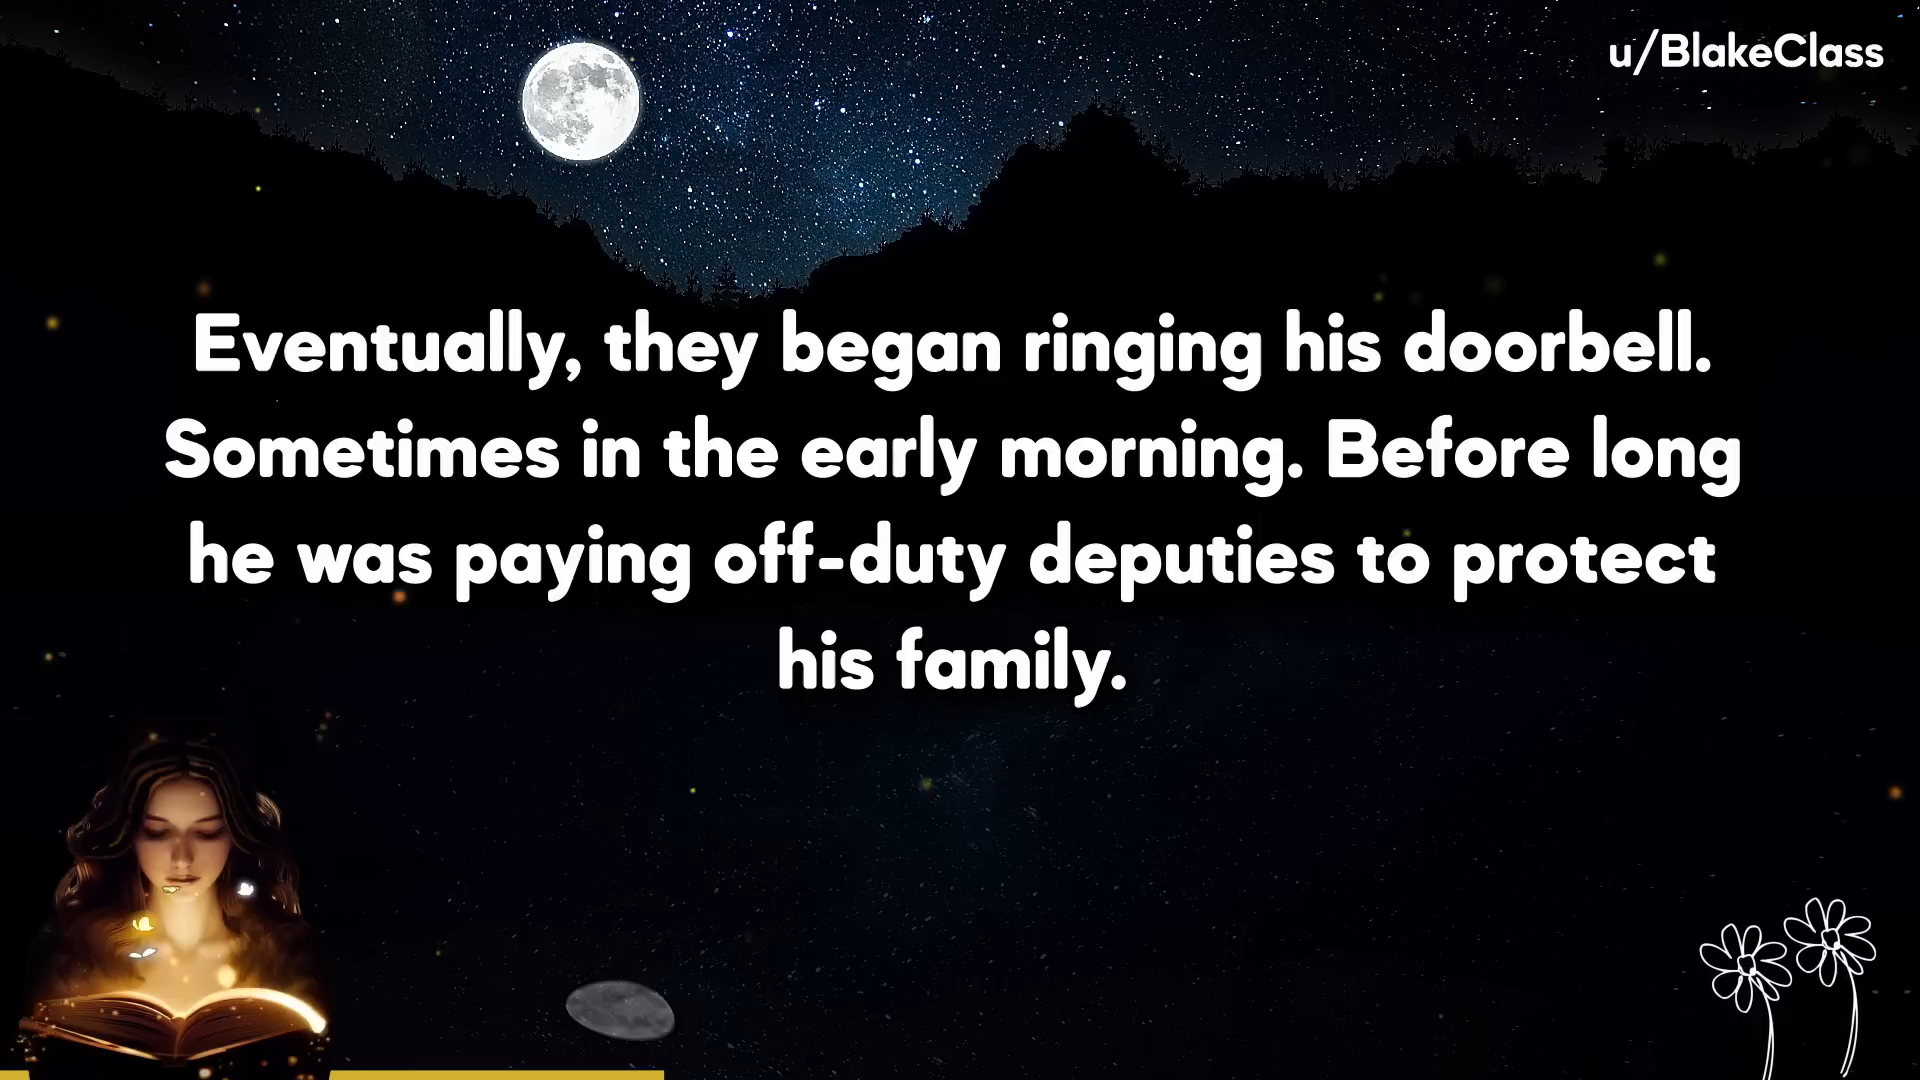 u/BlakeClass
Eventually, they began ringing his doorbell.
Sometimes in the early morning. Before long
he was paying off-duty deputies to protect
his family.